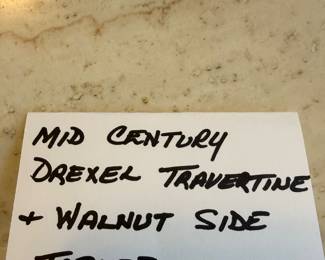 MID CENTURY
DREXEL TRAVERTINE
+ WALNUT SIDE